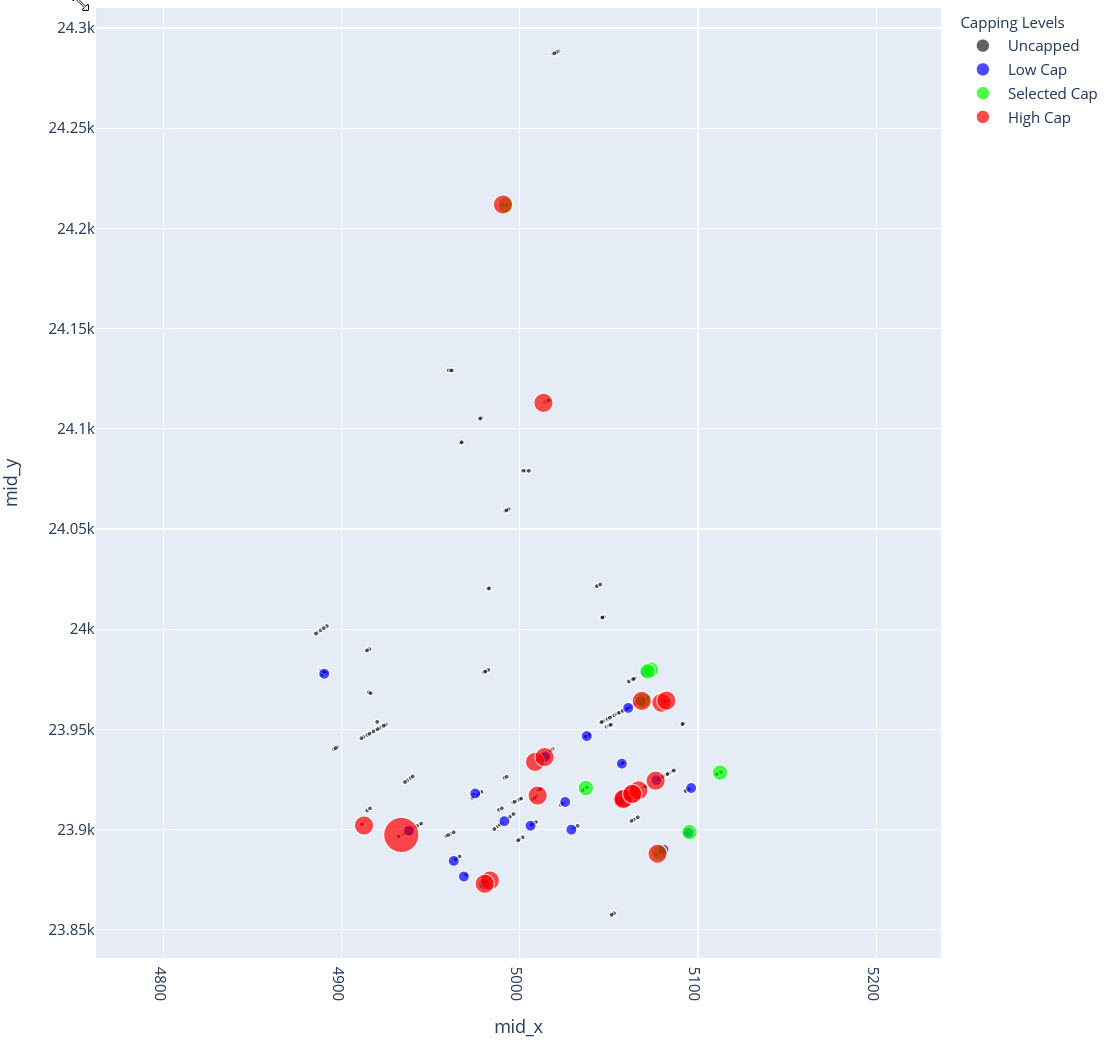 Capping Levels
Uncapped
Low Cap
Selected Cap
High Cap
24.3k
24.25k
24.2k
24.15k
24.1k
24.05k
24k
23.95k
23.9k
23.85k
mid_y
4800
4900
5000
5100
5200
mid_x